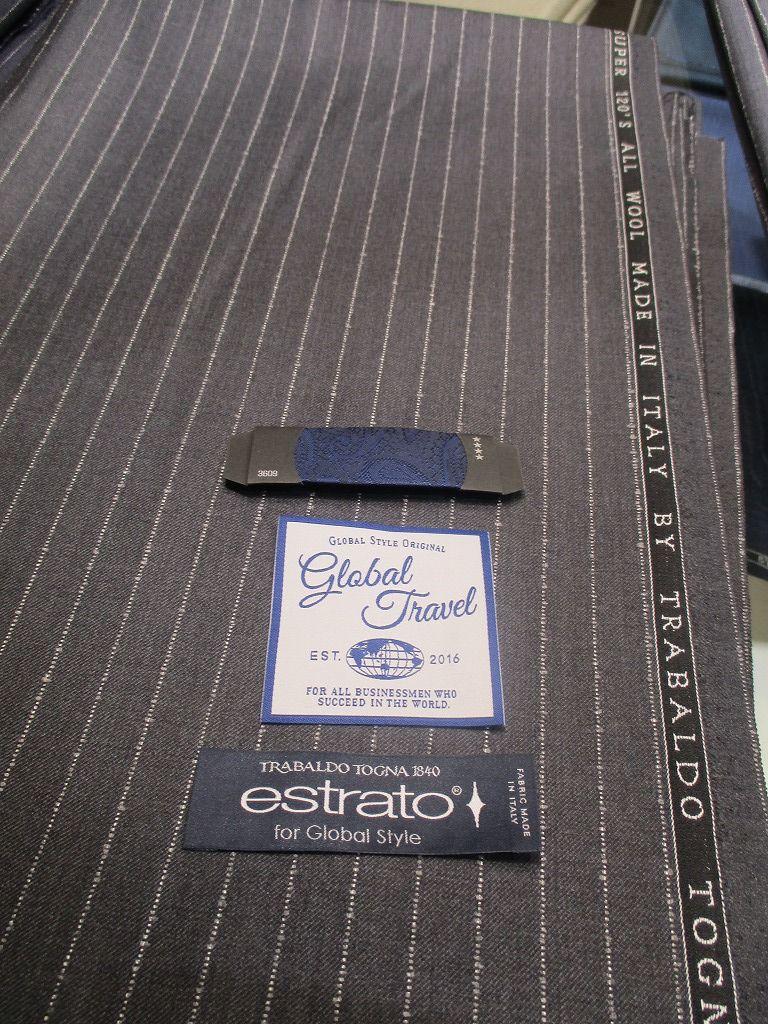 SUPER 120'S ALL WOOL MADE IN ITALY BY TRABALDO TOGN
3609
GLOBAL STYLE ORIGINAL
Global
Travel
EST. 2016
FOR ALL BUSINESSMEN WHO
SUCCEED IN THE WORLD.
TRABALDO TOGNA 1840
estrato®
for Global Style
FABRIC MADE
IN ITALY